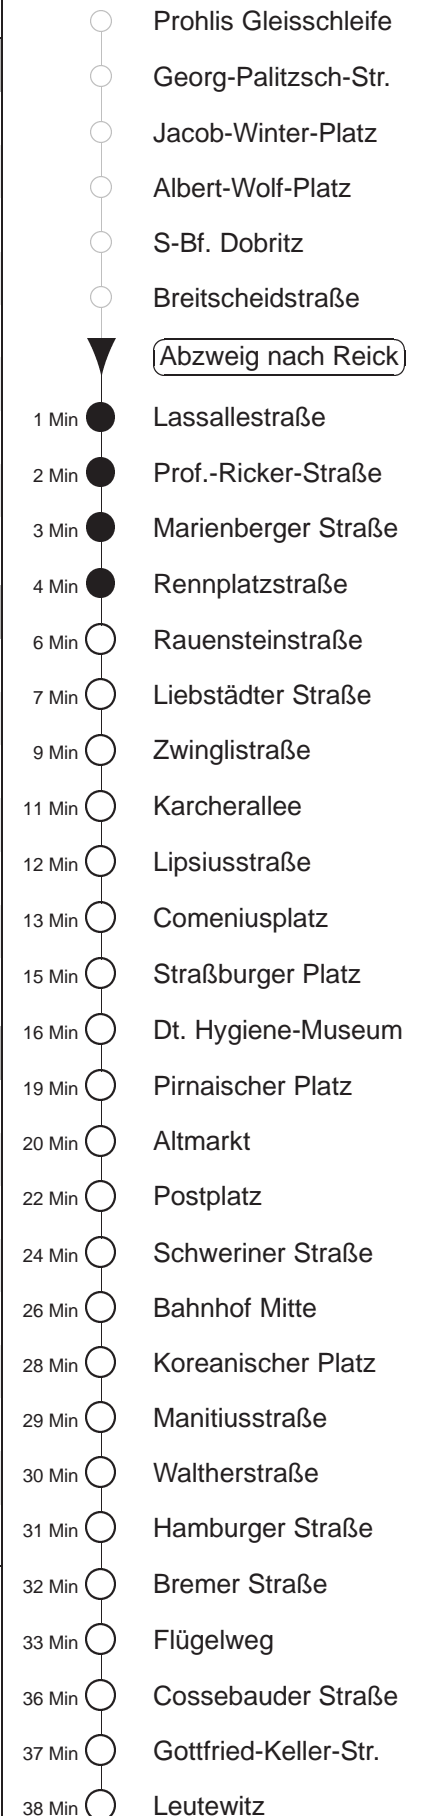 Prohlis Gleisschleife
Georg-Palitzsch-Str.
Jacob-Winter-Platz
Albert-Wolf-Platz
S-Bf. Dobritz
Breitscheidstraße
Abzweig nach Reick
1 Min Lassallestraße
2 Min Prof.-Ricker-Straße
3 Min Marienberger Straße
4 Min Rennplatzstraße
6 Min Rauensteinstraße
7 Min Liebstädter Straße
9 Min Zwinglistraße
11 Min Karcherallee
12 Min Lipsiusstraße
13 Min Comeniusplatz
15 Min Straßburger Platz
16 Min Dt. Hygiene-Museum
19 Min Pirnaischer Platz
20 Min Altmarkt
22 Min Postplatz
24 Min Schweriner Straße
26 Min Bahnhof Mitte
28 Min Koreanischer Platz
29 Min Manitiusstraße
30 Min Waltherstraße
31 Min Hamburger Straße
32 Min Bremer Straße
33 Min Flügelweg
36 Min Cossebauder Straße
37 Min Gottfried-Keller-Str.
38 Min Leutewitz